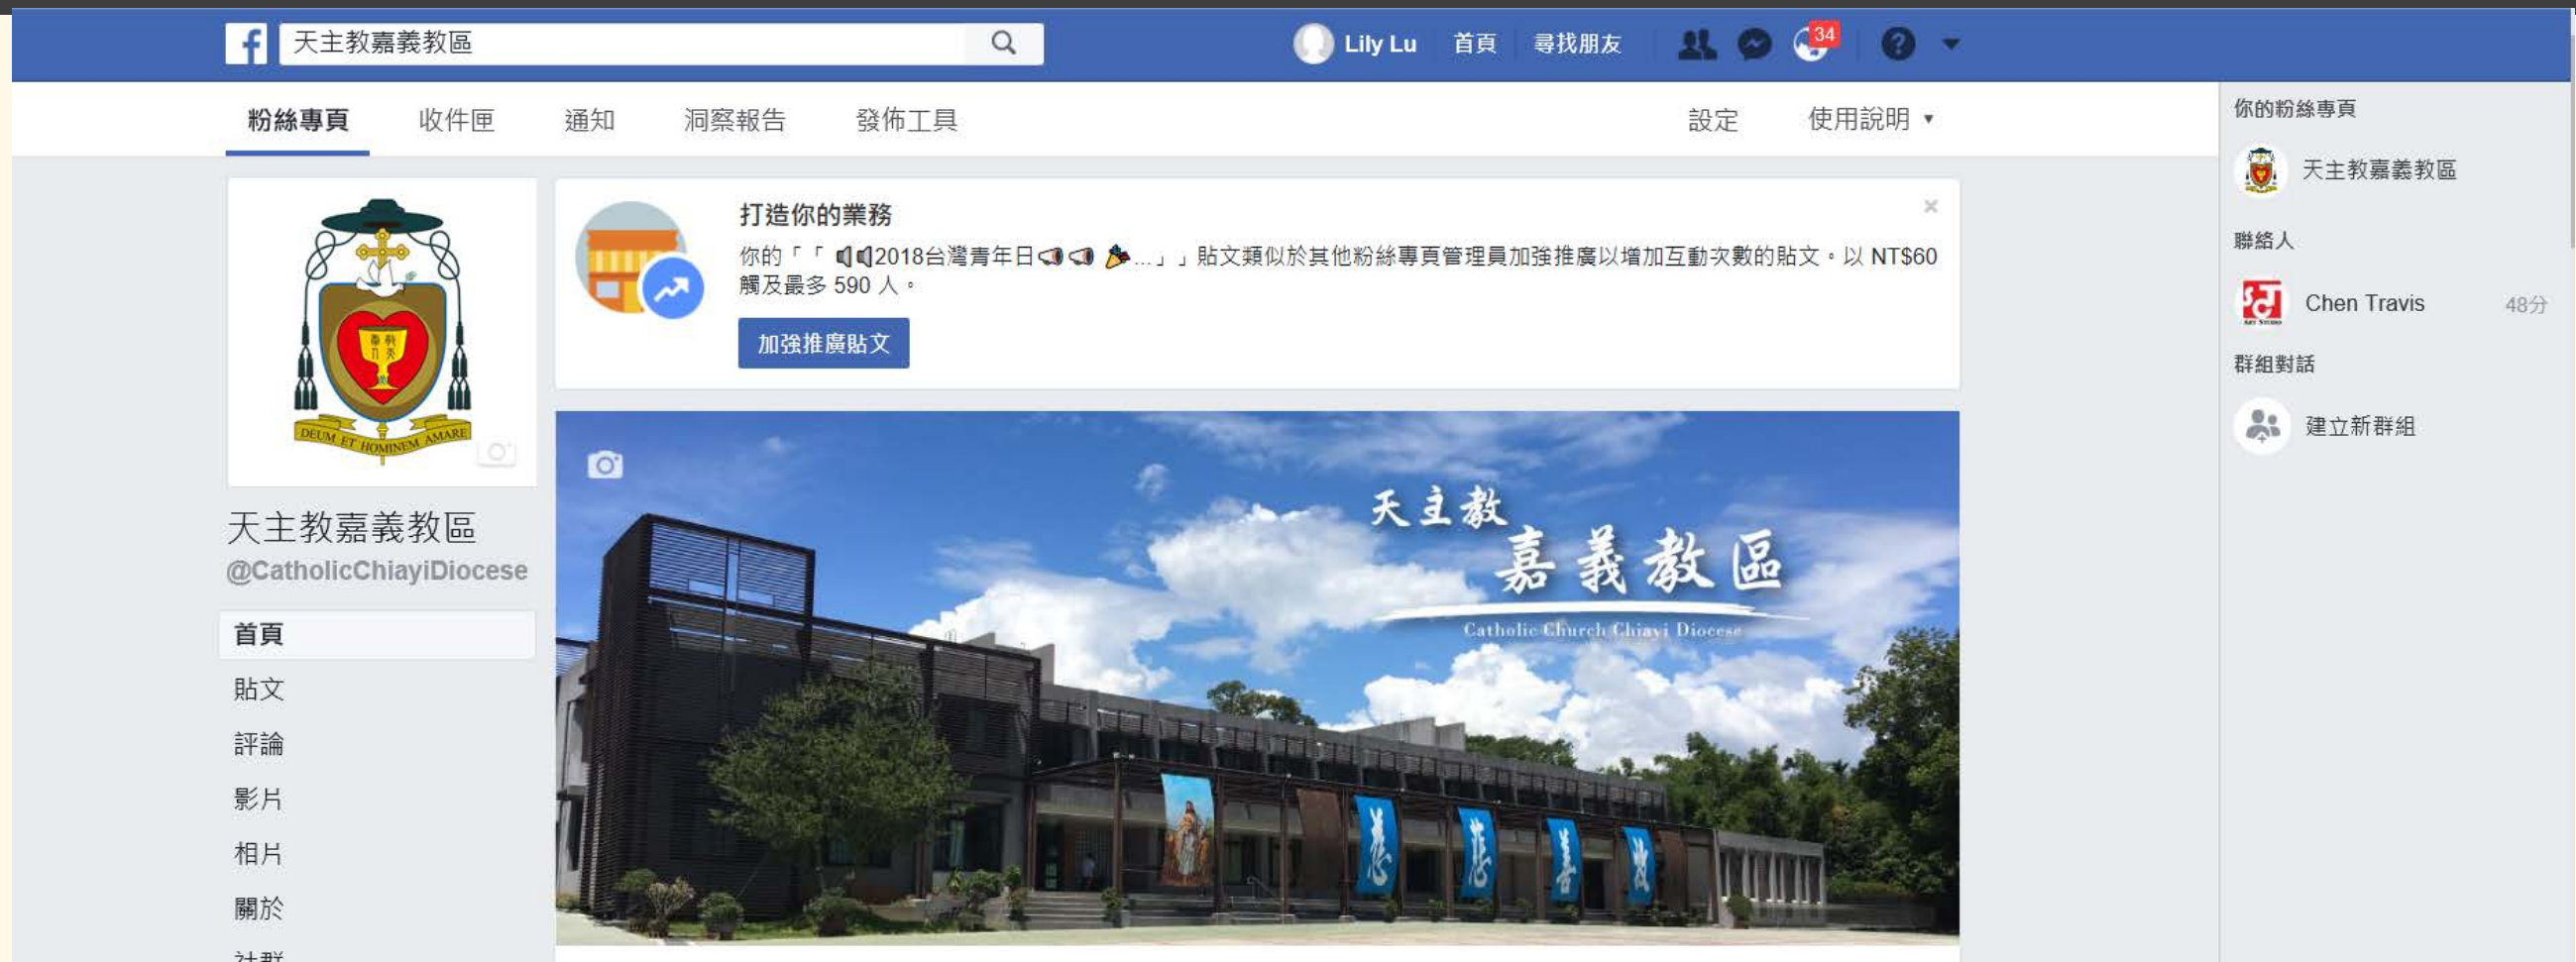 天主教嘉義教區
Lily Lu 首頁 尋找朋友 34
粉絲專頁 收件匣 通知 洞察報告 發佈工具 設定 使用說明
DEUM ET HOMINEM AMARE
天主教嘉義教區
@CatholicChiayiDiocese
首頁
貼文
評論
影片
相片
關於
社群
打造你的業務
你的「「 2018台灣青年日 ...」」貼文類似於其他粉絲專頁管理員加強推廣以增加互動次數的貼文。以 NT$60
觸及最多 590 人。
加強推廣貼文
天主教
嘉義教區
Catholic Church Chiayi Diocese
慈 悲 善
你的粉絲專頁
天主教嘉義教區
聯絡人
Chen Travis 48分
群組對話
建立新群組